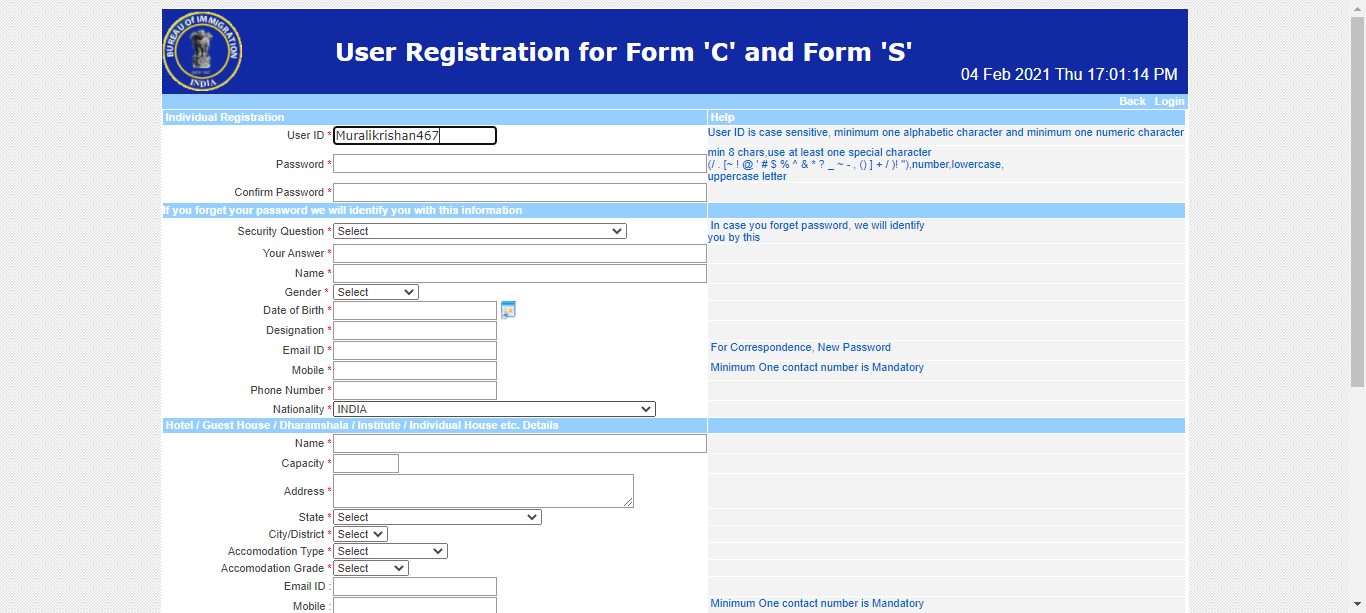 BUREAU OF IMMIGRATION
INDIA
User Registration for Form 'C' and Form 'S'
04 Feb 2021 Thu 17:01:14 PM
Back Login
Individual Registration Help
User ID * Muralikrishan467 User ID is case sensitive, minimum one alphabetic character and minimum one numeric character
Password * min 8 chars,use at least one special character
(/ . [~ ! @ ' # $ % ^ & * ? _ ~ - , () ] + / )! "),number,lowercase,
uppercase letter
Confirm Password *
If you forget your password we will identify you with this information
Security Question * Select In case you forget password, we will identify
you by this
Your Answer *
Name *
Gender * Select
Date of Birth *
Designation *
Email ID * For Correspondence, New Password
Mobile * Minimum One contact number is Mandatory
Phone Number *
Nationality * INDIA
Hotel / Guest House / Dharamshala / Institute / Individual House etc. Details
Name *
Capacity *
Address *
State * Select
City/District * Select
Accomodation Type * Select
Accomodation Grade * Select
Email ID :
Mobile : Minimum One contact number is Mandatory